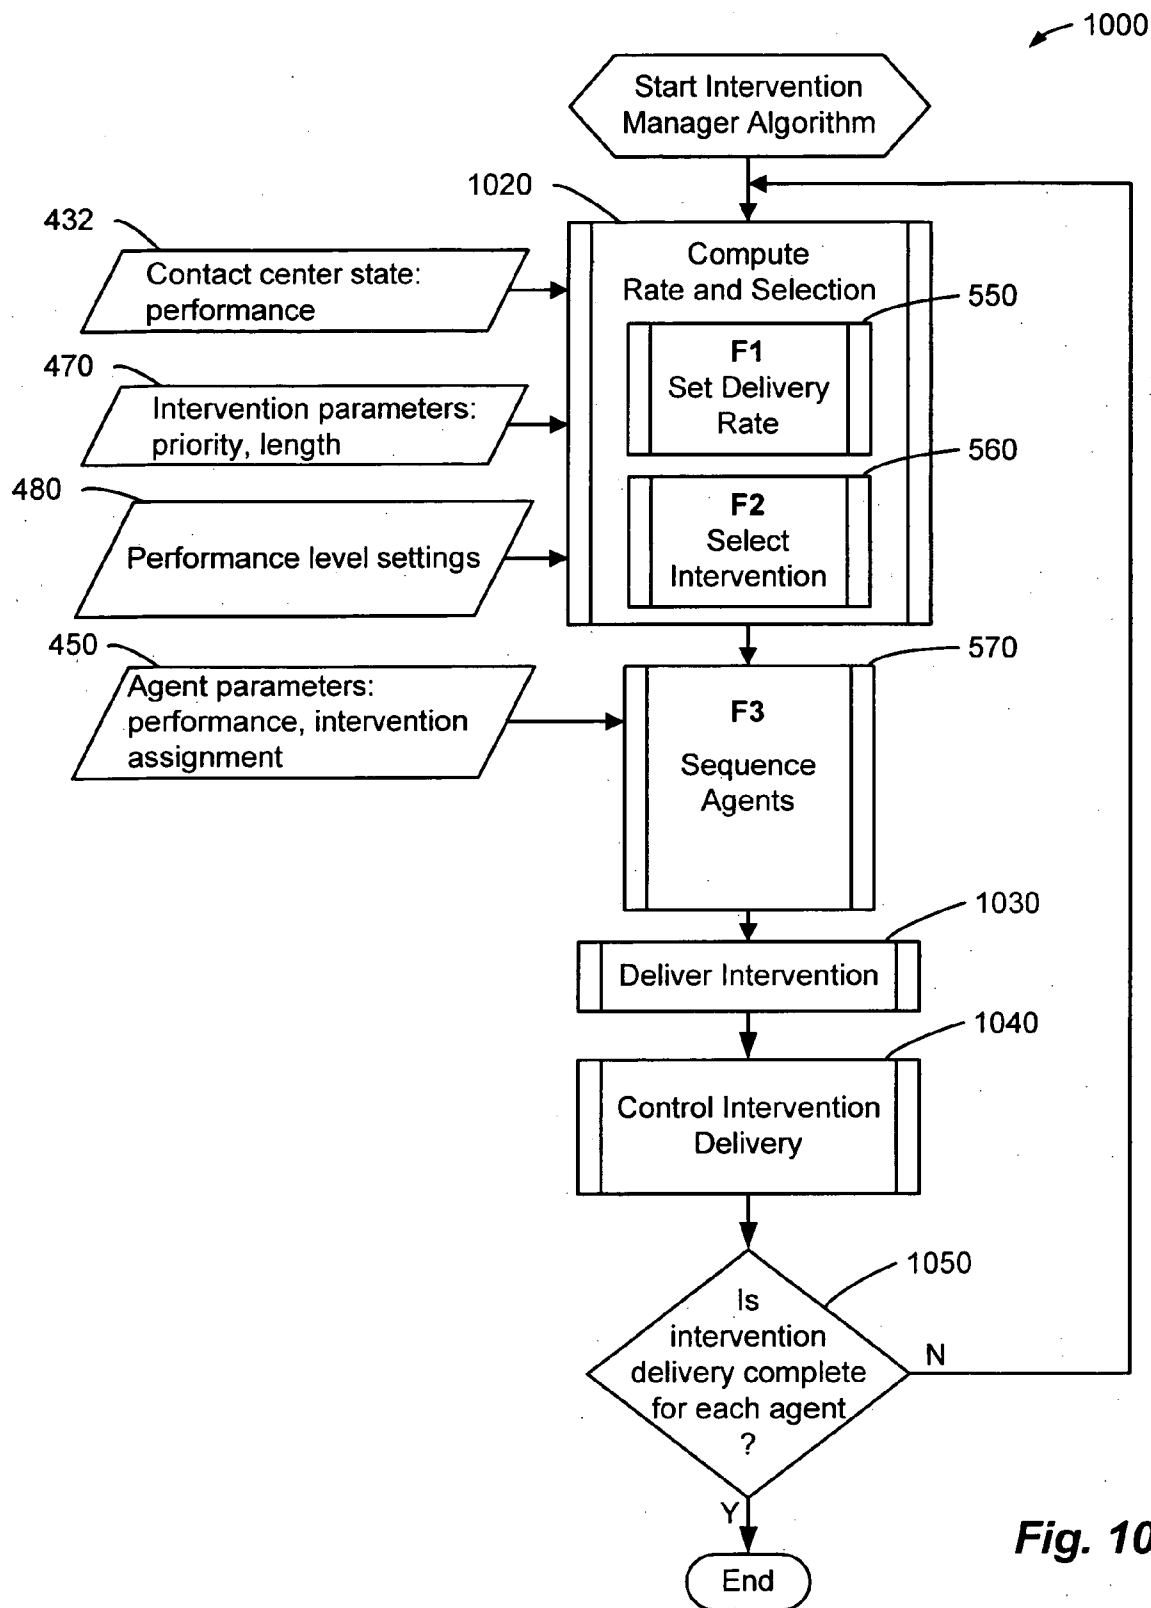 1000
Start Intervention
Manager Algorithm
1020
432
Contact center state:
performance
Compute
Rate and Selection
550
F1
Set Delivery
Rate
470
Intervention parameters:
priority, length
560
F2
Select
Intervention
480
Performance level settings
450
Agent parameters:
performance, intervention
assignment
570
F3
Sequence
Agents
1030
Deliver Intervention
1040
Control Intervention
Delivery
1050
Is
intervention
delivery complete
for each agent
?
N
Y
End
Fig. 10